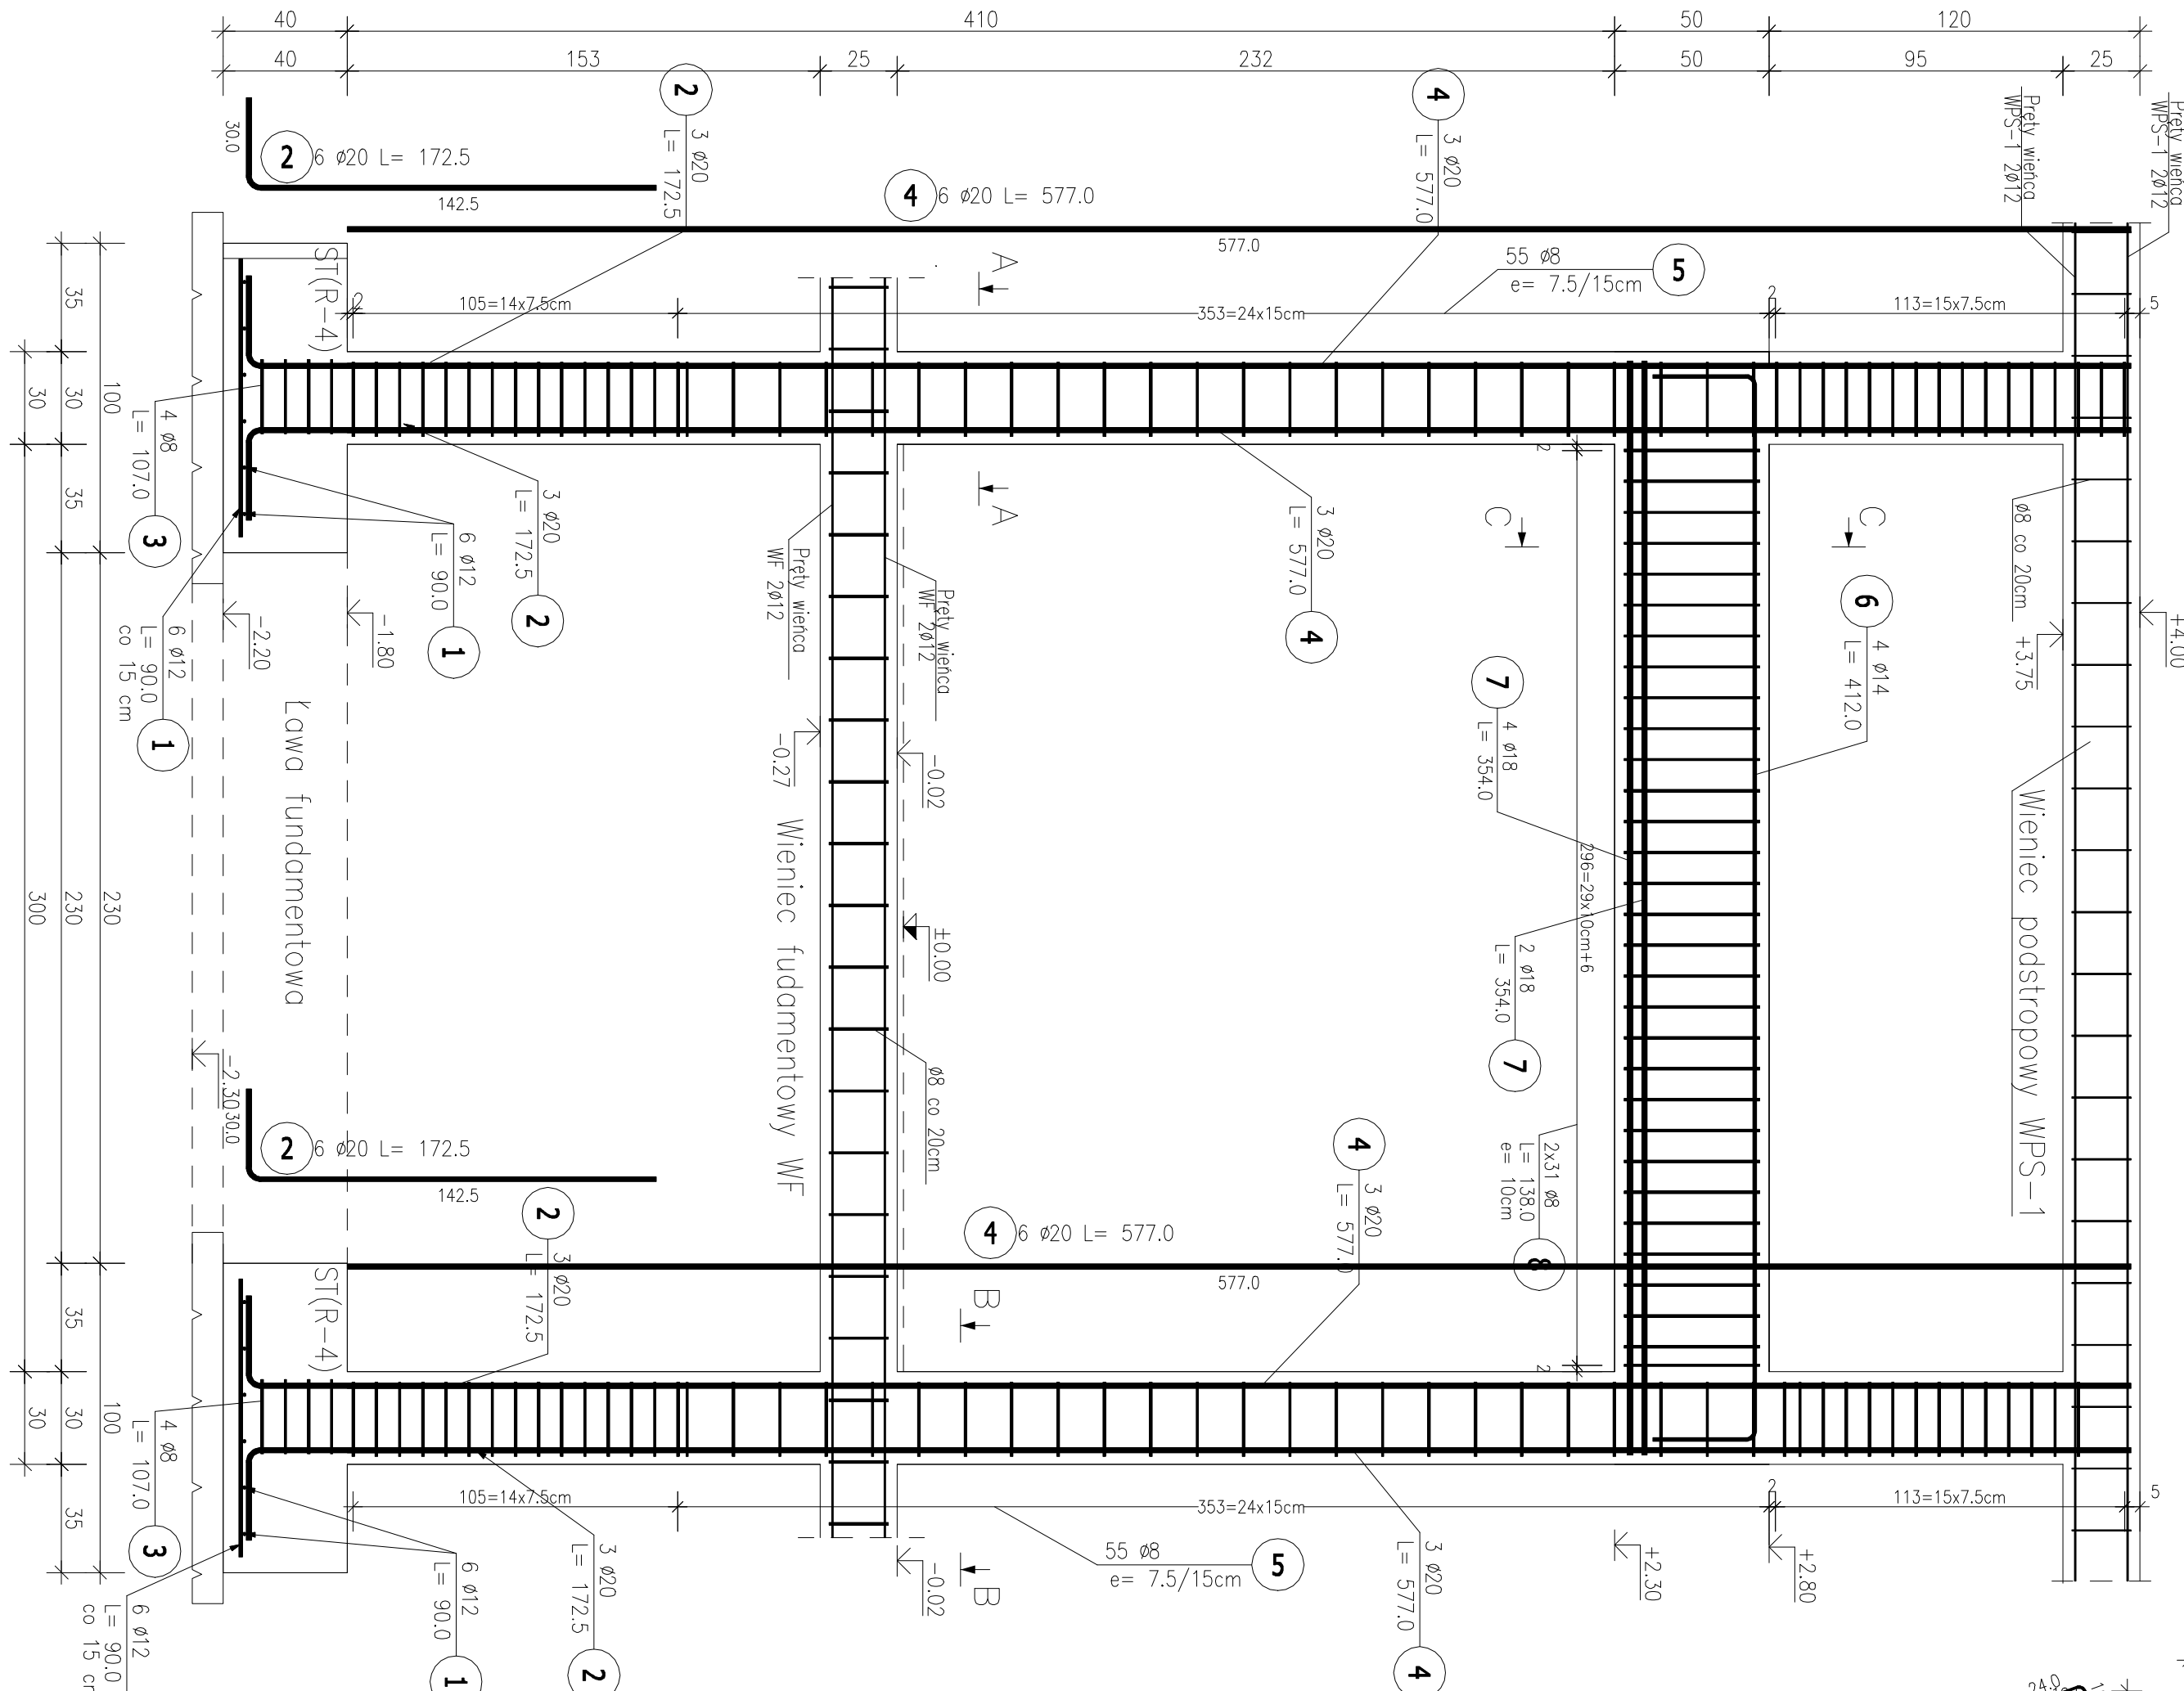 40
410
50
120
40
153
25
232
50
95
25
2
3 ø20
L= 172.5
4
3 ø20
L= 577.0
Pręty wieńca
WPS-1 2ø12
Pręty wieńca
WPS-1 2ø12
30.0
2
6 ø20 L= 172.5
142.5
4
6 ø20 L= 577.0
577.0
55 ø8
e= 7.5/15cm
5
A
ST(R-4)
2
105=14x7.5cm
353=24x15cm
2
113=15x7.5cm
5
35
30
35
100
30
4 ø8
L= 107.0
3
3 ø20
L= 172.5
2
6 ø12
L= 90.0
1
6 ø12
L= 90.0
co 15 cm
1
A
3 ø20
L= 577.0
4
2
C
C
6
4 ø14
L= 412.0
ø8 co 20cm
+3.75
+4.00
-2.20
-1.80
Pręty wieńca
WF 2ø12
Pręty wieńca
WF 2ø12
-0.27
-0.02
7
4 ø18
L= 354.0
296=29x10cm+6
2 ø18
L= 354.0
7
Ława fundamentowa
Wieniec fudamentowy WF
Wieniec podstropowy WPS-1
±0.00
300
230
230
-2.30
30.0
ø8 co 20cm
2x31 ø8
L= 138.0
e= 10cm
8
2
6 ø20 L= 172.5
142.5
2
3 ø20
L= 172.5
4
6 ø20 L= 577.0
577.0
4
3 ø20
L= 577.0
ST(R-4)
B
2
35
30
35
100
30
4 ø8
L= 107.0
3
105=14x7.5cm
353=24x15cm
2
113=15x7.5cm
5
6 ø12
L= 90.0
co 15 cm
6 ø12
L= 90.0
1
3 ø20
L= 172.5
2
55 ø8
e= 7.5/15cm
5
-0.02
B
3 ø20
L= 577.0
4
+2.30
+2.80
24.0